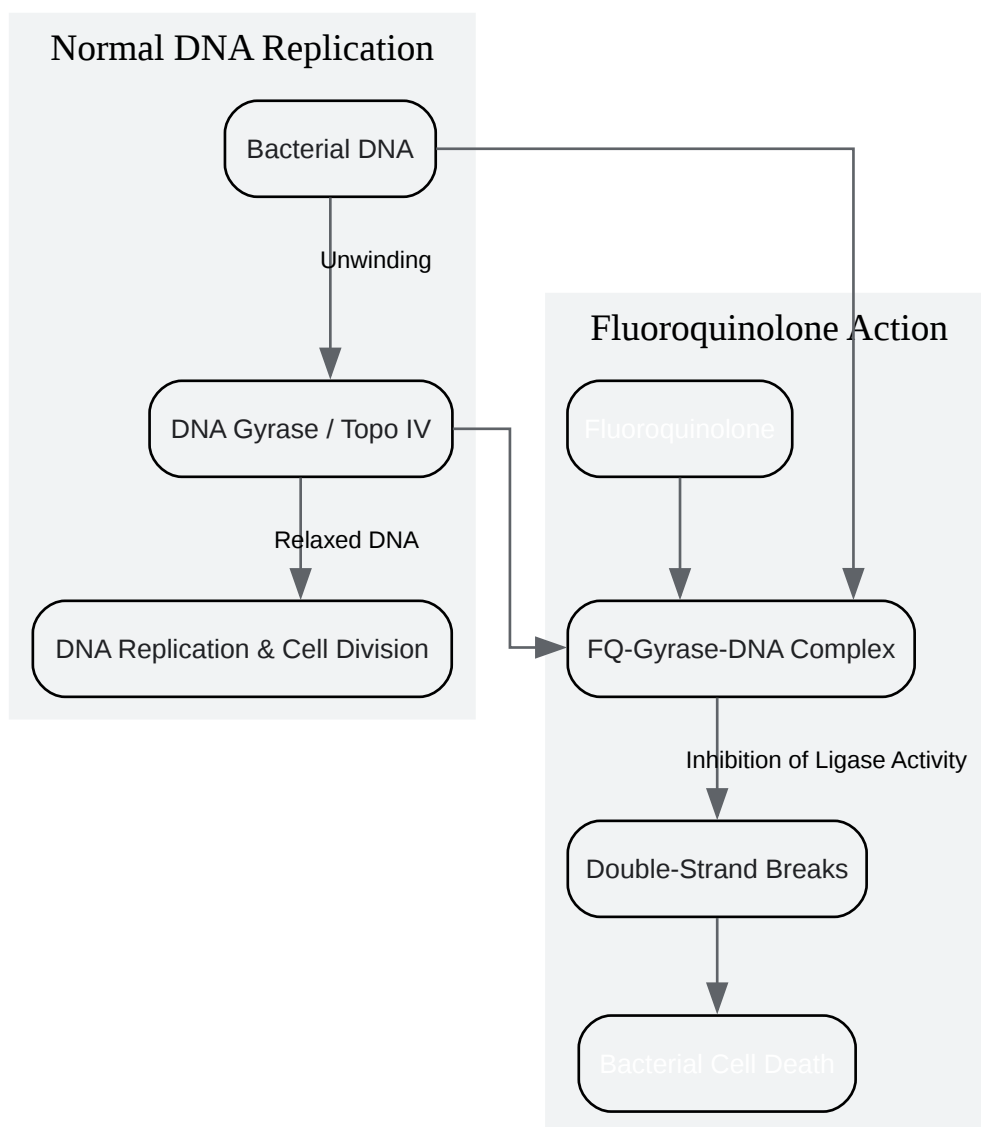 Normal DNA Replication
Bacterial DNA
Unwinding
DNA Gyrase / Topo IV
Relaxed DNA
DNA Replication & Cell Division
Fluoroquinolone Action
Fluoroquinolone
FQ-Gyrase-DNA Complex
Inhibition of Ligase Activity
Double-Strand Breaks
Bacterial Cell Death